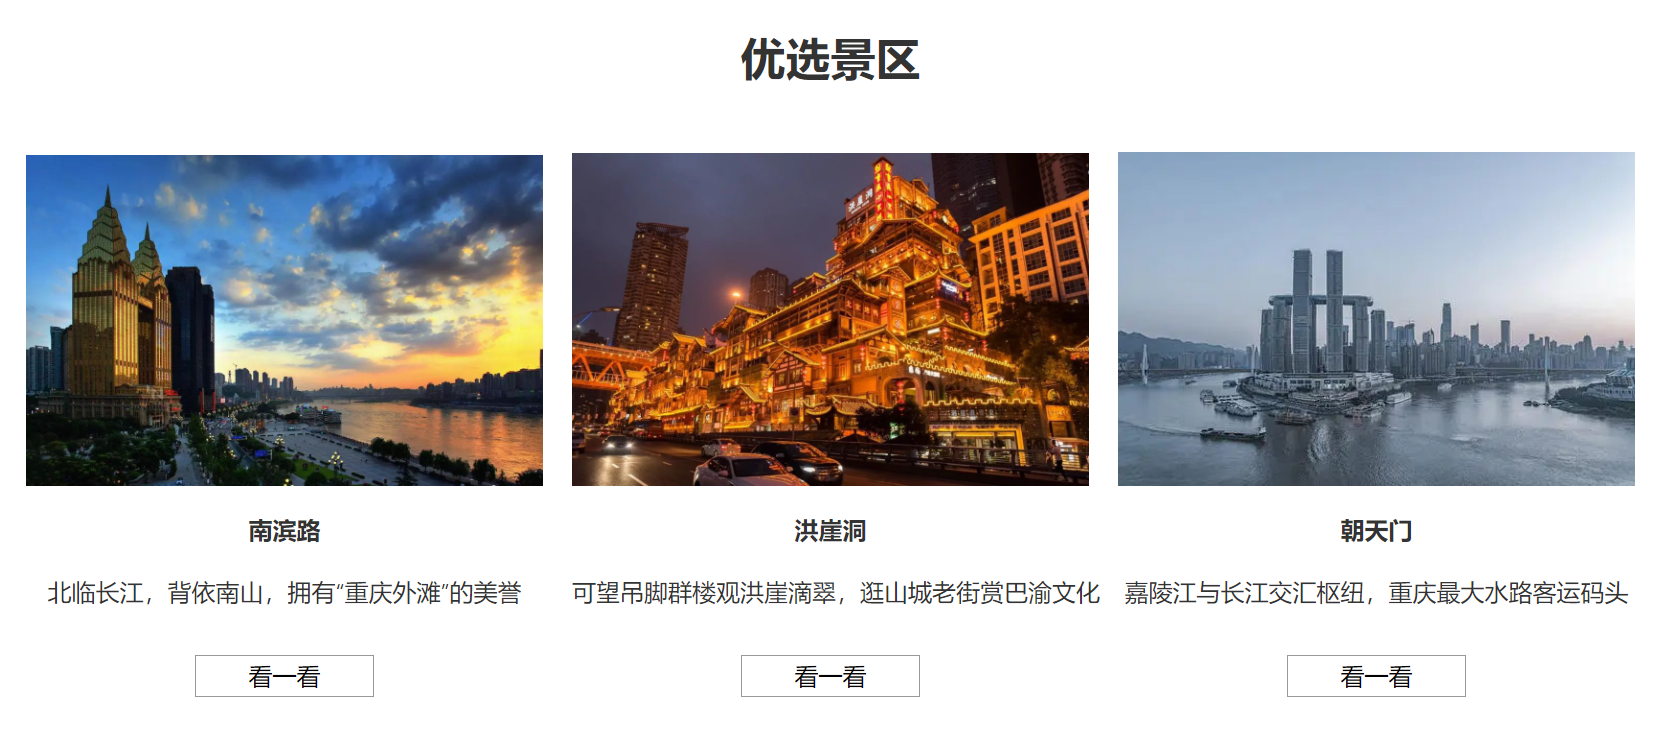 优选景区
洪崖洞
南滨路
洪崖洞
朝天门
北临长江，背依南山，拥有“重庆外滩”的美誉
可望吊脚群楼观洪崖滴翠，逛山城老街赏巴渝文化
嘉陵江与长江交汇枢纽，重庆最大水路客运码头
看一看
看一看
看一看